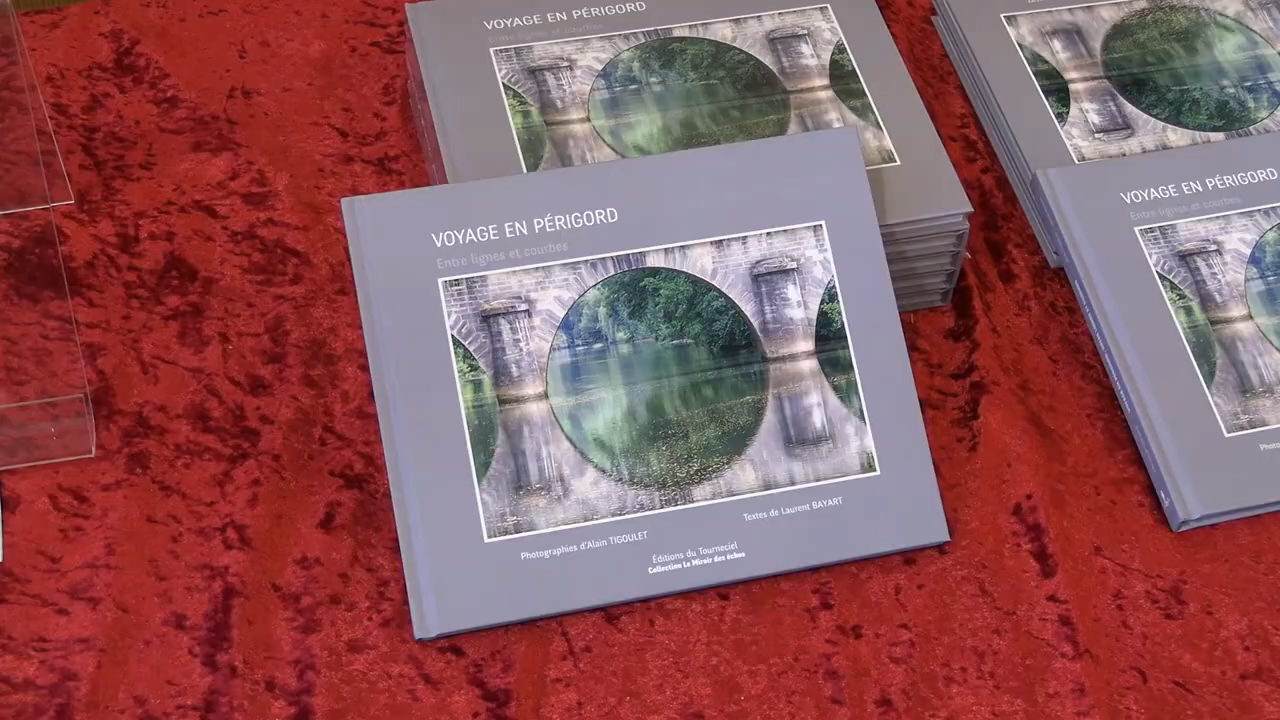 VOYAGE EN PÉRIGORD
Entre lignes et courbes
VOYAGE EN PÉRIGORD
Entre lignes et courbes
Photographies d'Alain TIGOULET
Textes de Laurent BAYART
Éditions du Tourneciel
Collection Le Miroir des échos
VOYAGE EN PÉRIGORD
Entre lignes et courbes